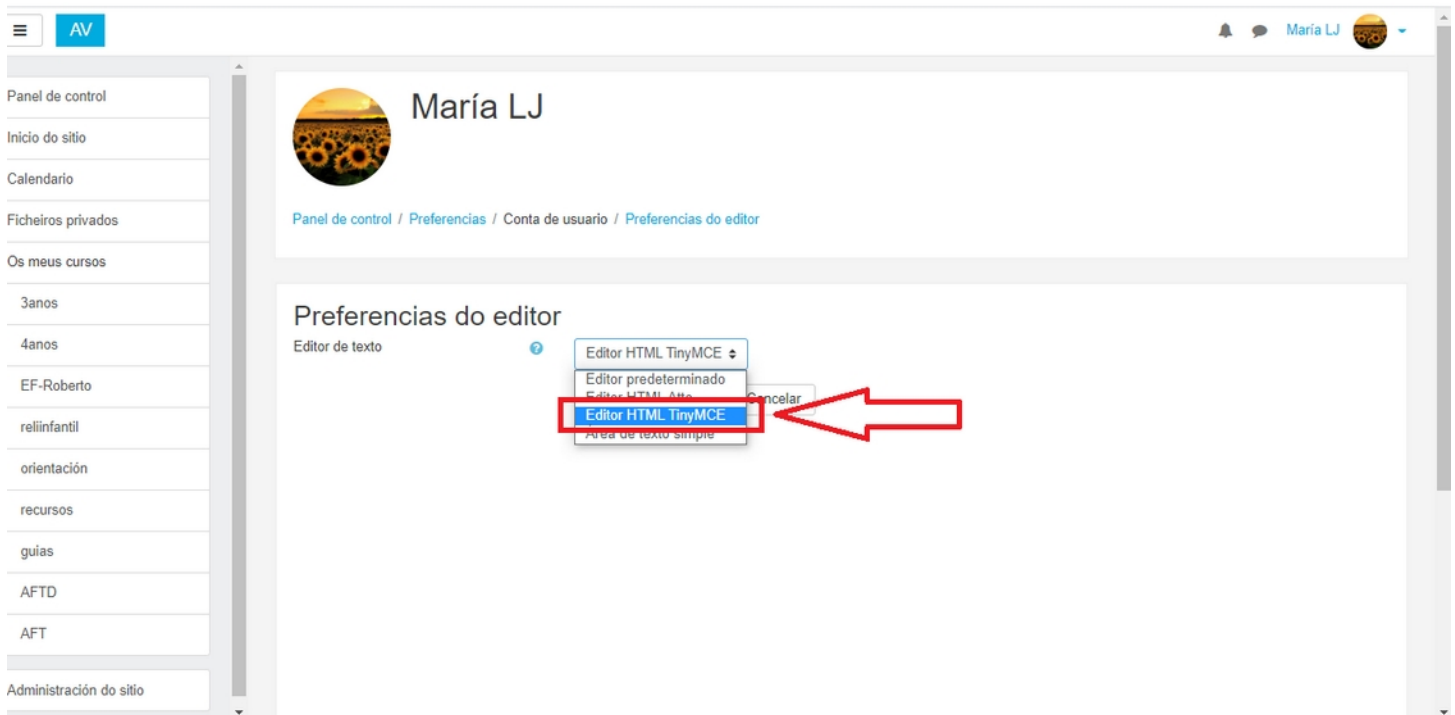 AV
María LJ
Panel de control
Inicio do sitio
Calendario
Ficheiros privados
Os meus cursos
3anos
4anos
EF-Roberto
reliinfantil
orientación
recursos
guias
AFTD
AFT
Administración do sitio
María LJ
Panel de control / Preferencias / Conta de usuario / Preferencias do editor
Preferencias do editor
Editor de texto
Editor HTML TinyMCE
Editor predeterminado
Editor HTML Atto
Cancelar
Editor HTML TinyMCE
Área de texto simple